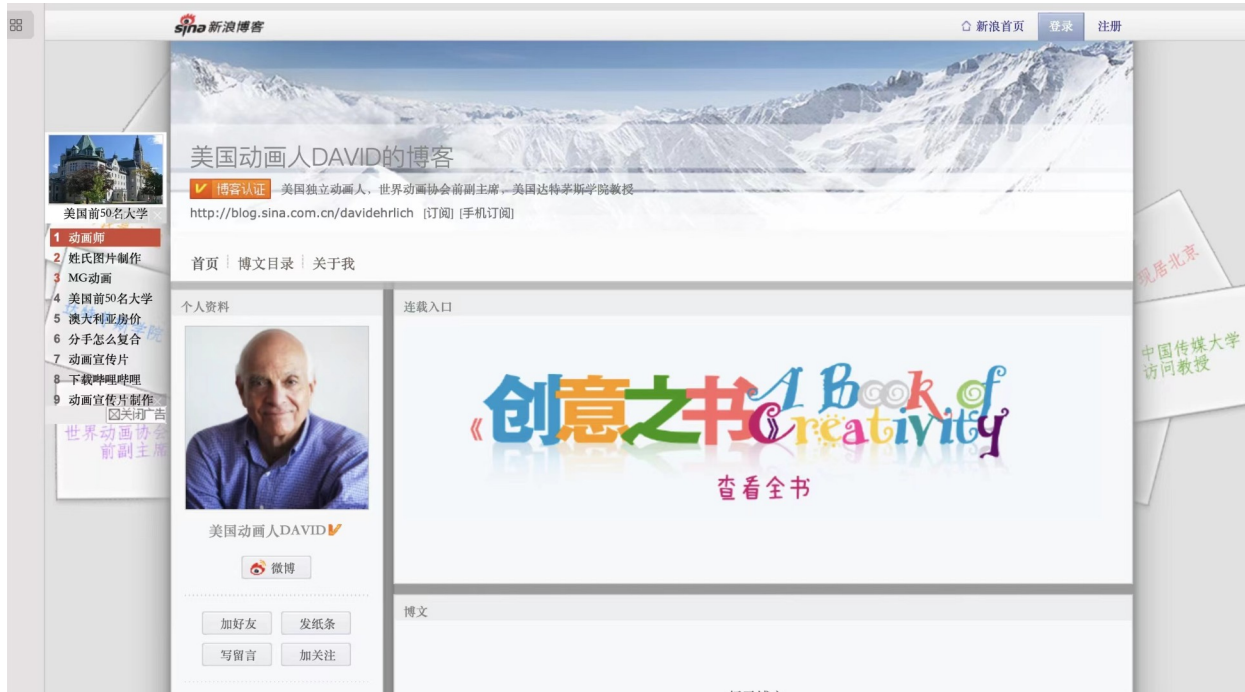 sina 新浪博客
新浪首页 登录 注册
美国动画人DAVID的博客
博客认证 美国独立动画人、世界动画协会前副主席、美国达特茅斯学院教授
http://blog.sina.com.cn/davidehrlich [订阅] [手机订阅]
首页 博文目录 关于我
美国前50名大学
1 动画师
2 姓氏图片制作
3 MG动画
4 美国前50名大学
5 澳大利亚房价
6 分手怎么复合
7 动画宣传片
8 下载哔哩哔哩
9 动画宣传片制作
关闭广告
世界动画协会
前副主席
个人资料
美国动画人DAVID
微博
加好友 发纸条
写留言 加关注
连载入口
《创意之书 A Book of
Creativity
查看全书
博文
现居北京
中国传媒大学
访问教授